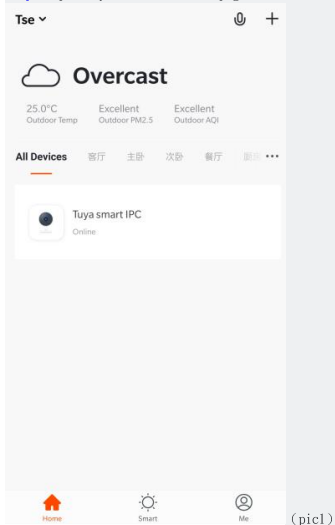 Tse
Overcast
25.0°C Excellent Excellent
Outdoor Temp Outdoor PM2.5 Outdoor AQI
All Devices 客厅 主卧 次卧 餐厅
Tuya smart IPC
Online
Home Smart Me
(pic1)